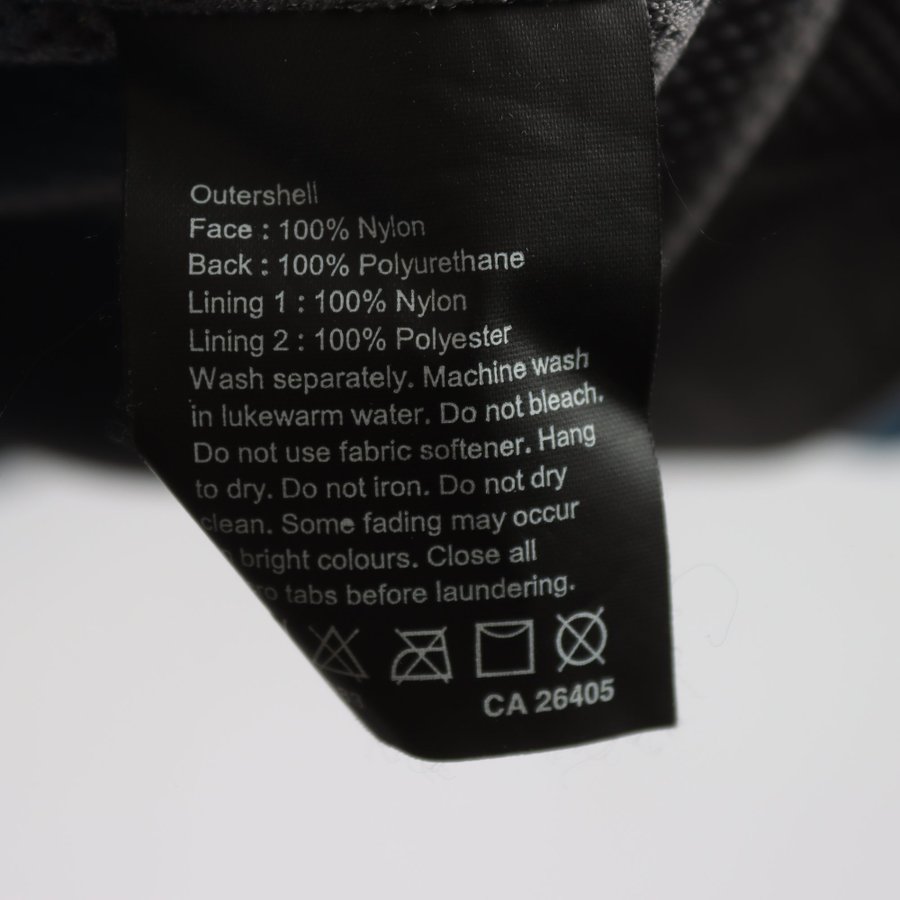 Outershell
Face : 100% Nylon
Back : 100% Polyurethane
Lining 1 : 100% Nylon
Lining 2 : 100% Polyester
Wash separately. Machine wash
in lukewarm water. Do not bleach.
Do not use fabric softener. Hang
to dry. Do not iron. Do not dry
clean. Some fading may occur
bright colours. Close all
tabs before laundering.
CA 26405